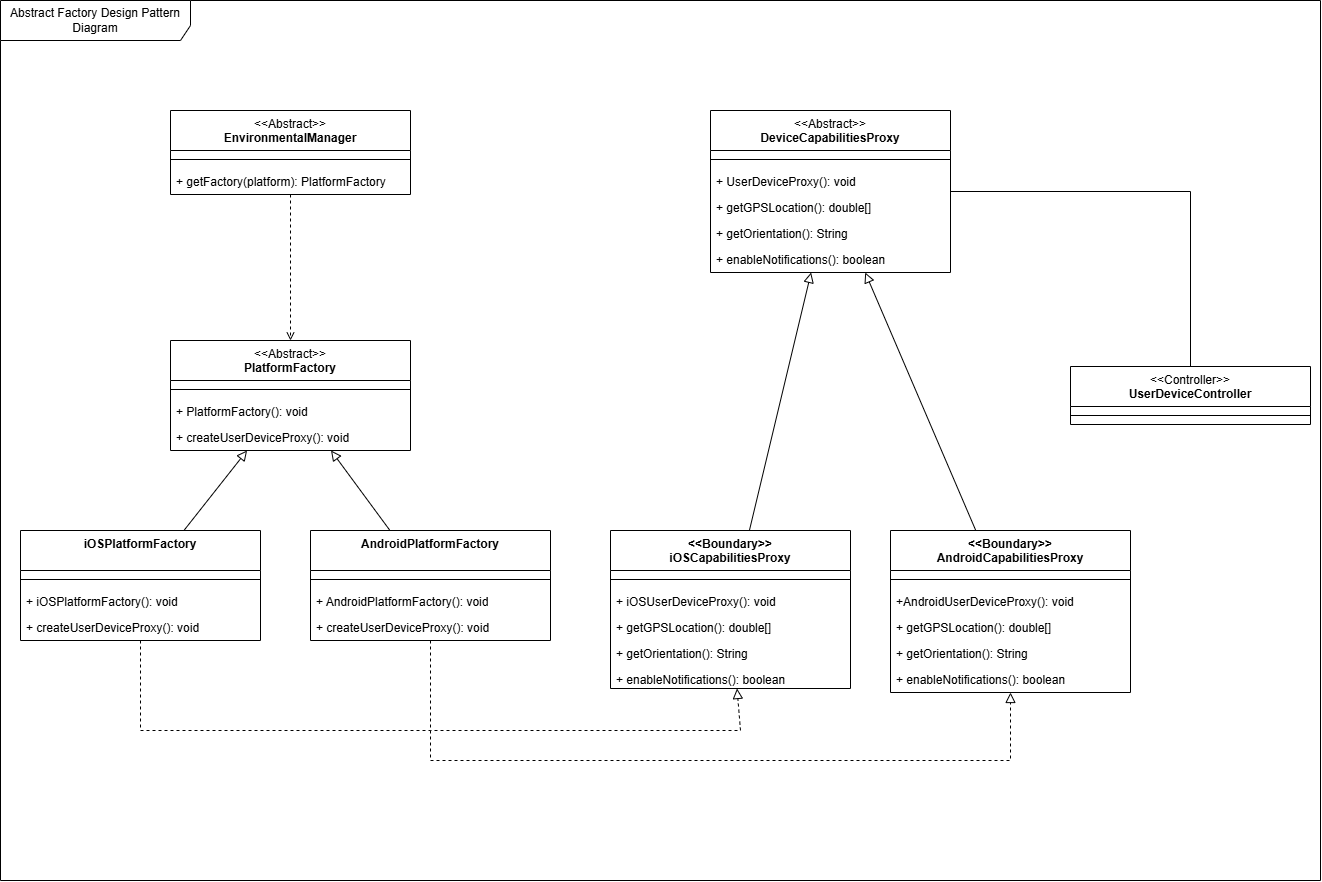 Abstract Factory Design Pattern
Diagram
<<Abstract>>
EnvironmentalManager
+ getFactory(platform): PlatformFactory
<<Abstract>>
DeviceCapabilitiesProxy
+ UserDeviceProxy(): void
+ getGPSLocation(): double[]
+ getOrientation(): String
+ enableNotifications(): boolean
<<Abstract>>
PlatformFactory
+ PlatformFactory(): void
+ createUserDeviceProxy(): void
<<Controller>>
UserDeviceController
iOSPlatformFactory
+ iOSPlatformFactory(): void
+ createUserDeviceProxy(): void
AndroidPlatformFactory
+ AndroidPlatformFactory(): void
+ createUserDeviceProxy(): void
<<Boundary>>
iOSCapabilitiesProxy
+ iOSUserDeviceProxy(): void
+ getGPSLocation(): double[]
+ getOrientation(): String
+ enableNotifications(): boolean
<<Boundary>>
AndroidCapabilitiesProxy
+AndroidUserDeviceProxy(): void
+ getGPSLocation(): double[]
+ getOrientation(): String
+ enableNotifications(): boolean